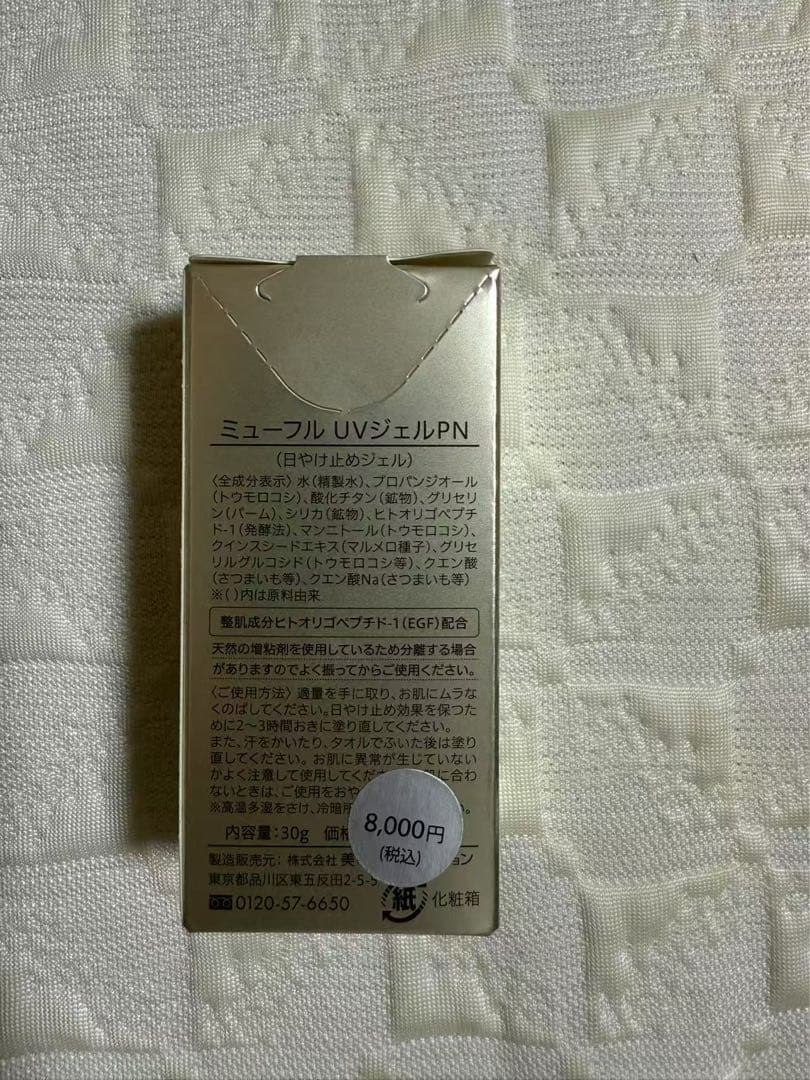 ミューフル UVジェルPN
(日やけ止めジェル)
〈全成分表示〉水(精製水)、プロパンジオール
(トウモロコシ)、酸化チタン(鉱物)、グリセリ
ン(パーム)、シリカ(鉱物)、ヒトオリゴペプチ
ド-1(発酵法)、マンニトール(トウモロコシ)、
クインスシードエキス(マルメロ種子)、グリセ
リルグルコシド(トウモロコシ等)、クエン酸
(さつまいも等)、クエン酸Na(さつまいも等)
※( )内は原料由来
整肌成分ヒトオリゴペプチド-1(EGF)配合
天然の増粘剤を使用しているため分離する場合
がありますのでよく振ってからご使用ください。
〈ご使用方法〉適量を手に取り、お肌にムラな
くのばしてください。日やけ止め効果を保つた
めに2〜3時間おきに塗り直してください。
また、汗をかいたり、タオルでふいた後は塗り
直してください。お肌に異常が生じていない
かよく注意して使用してくだ 合わ
ないときは、ご使用をおや
※高温多湿をさけ、冷暗 。
内容量:30g 価格
8,000円
(税込)
製造販売元: 株式会社 美 ョン
東京都品川区東五反田2-5-
0120-57-6650
紙 化粧箱